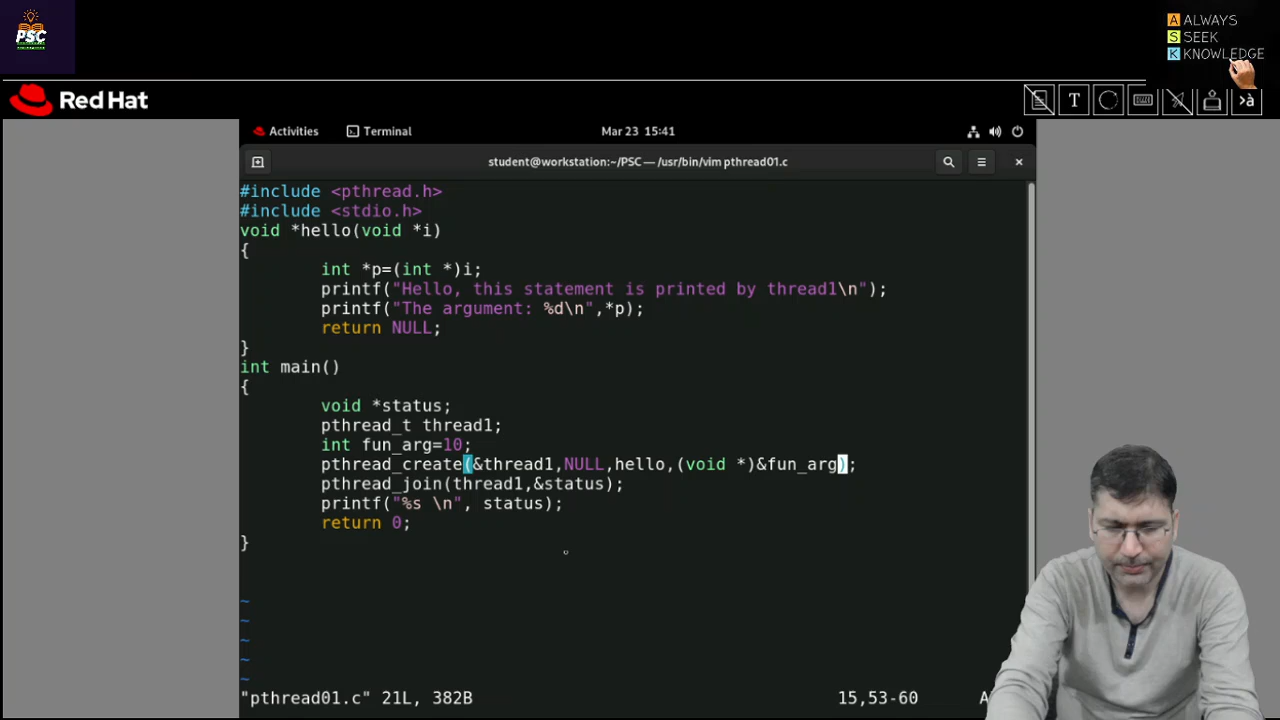 PSC
A ALWAYS
S SEEK
K KNOWLEDGE
Red Hat
T
›à
Activities
Terminal
Mar 23 15:41
student@workstation:~/PSC — /usr/bin/vim pthread01.c
#include <pthread.h>
#include <stdio.h>
void *hello(void *i)
{
int *p=(int *)i;
printf("Hello, this statement is printed by thread1\n");
printf("The argument: %d\n",*p);
return NULL;
}
int main()
{
void *status;
pthread_t thread1;
int fun_arg=10;
pthread_create(&thread1,NULL,hello,(void *)&fun_arg);
pthread_join(thread1,&status);
printf("%s \n", status);
return 0;
}
~
~
~
~
~
"pthread01.c" 21L, 382B
15,53-60
A